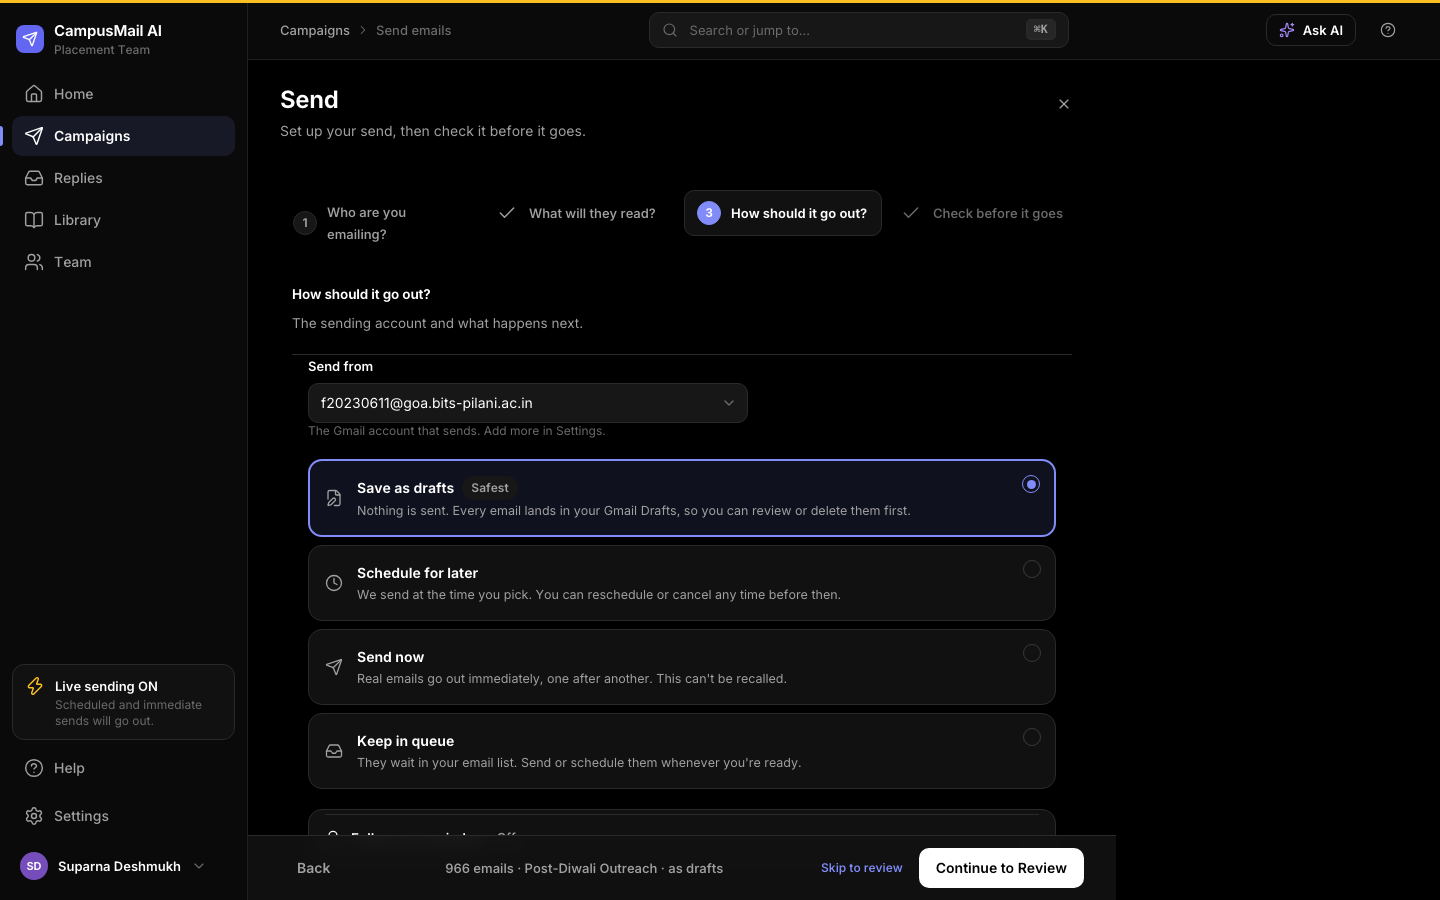 CampusMail AI
Placement Team
Home
Campaigns
Replies
Library
Team
Live sending ON
Scheduled and immediate
sends will go out.
Help
Settings
SD
Suparna Deshmukh
Campaigns
Send emails
Search or jump to...
⌘K
Ask AI
Send
Set up your send, then check it before it goes.
1
Who are you
emailing?
What will they read?
3
How should it go out?
Check before it goes
How should it go out?
The sending account and what happens next.
Send from
f20230611@goa.bits-pilani.ac.in
The Gmail account that sends. Add more in Settings.
Save as drafts
Safest
Nothing is sent. Every email lands in your Gmail Drafts, so you can review or delete them first.
Schedule for later
We send at the time you pick. You can reschedule or cancel any time before then.
Send now
Real emails go out immediately, one after another. This can't be recalled.
Keep in queue
They wait in your email list. Send or schedule them whenever you're ready.
Back
966 emails · Post-Diwali Outreach · as drafts
Skip to review
Continue to Review